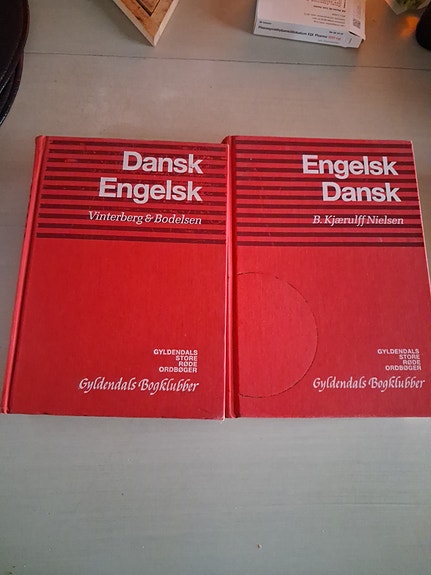 Dansk
Engelsk
Vinterberg & Bodelsen
GYLDENDALS
STORE
RØDE
ORDBØGER
Gyldendals Bogklubber
Engelsk
Dansk
B. Kjærulff Nielsen
GYLDENDALS
STORE
RØDE
ORDBØGER
Gyldendals Bogklubber